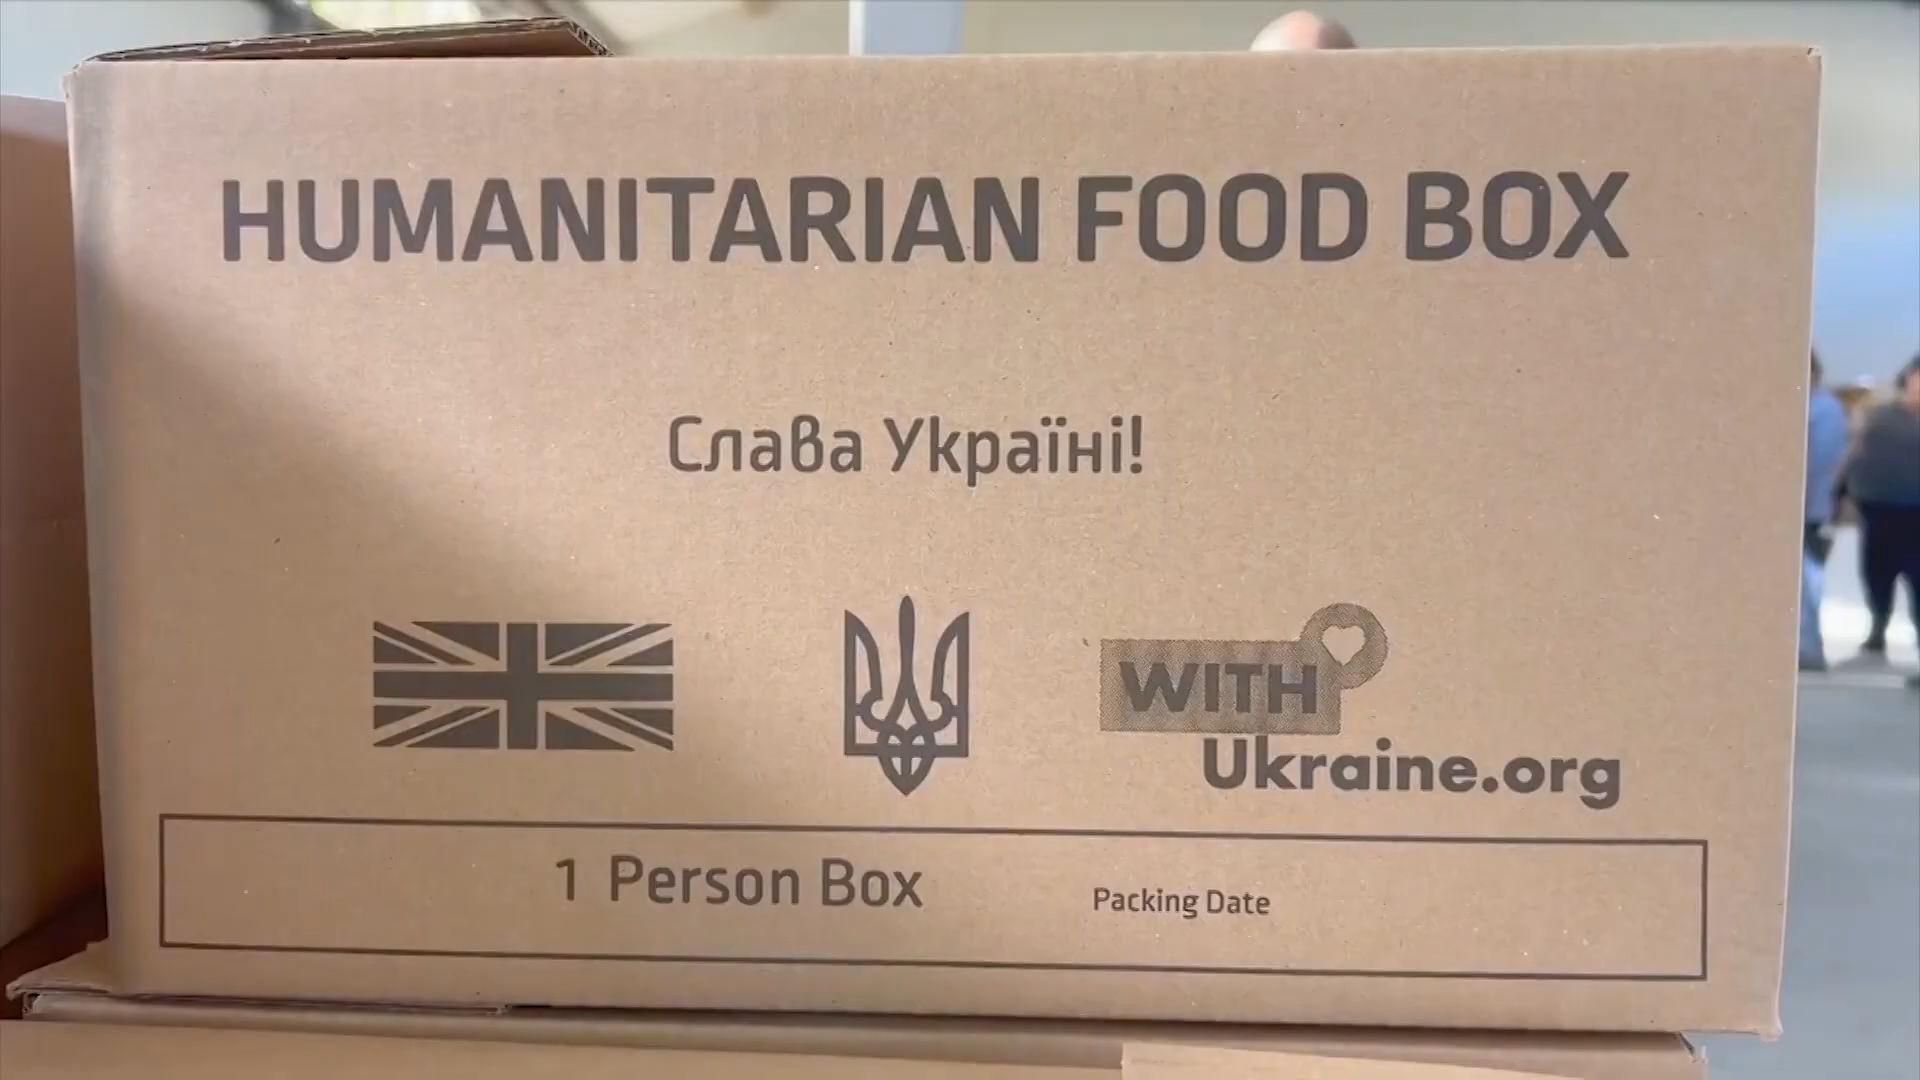 HUMANITARIAN FOOD BOX
Слава Україні!
WITH
Ukraine.org
1 Person Box
Packing Date